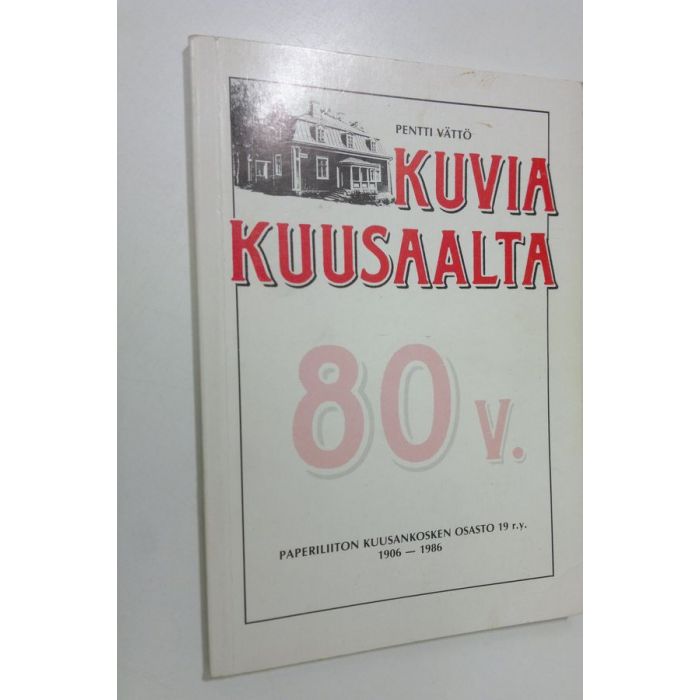 PENTTI VÄTTÖ
KUVIA
KUUSAALTA
80 v.
PAPERILIITON KUUSANKOSKEN OSASTO 19 r.y.
1906 — 1986